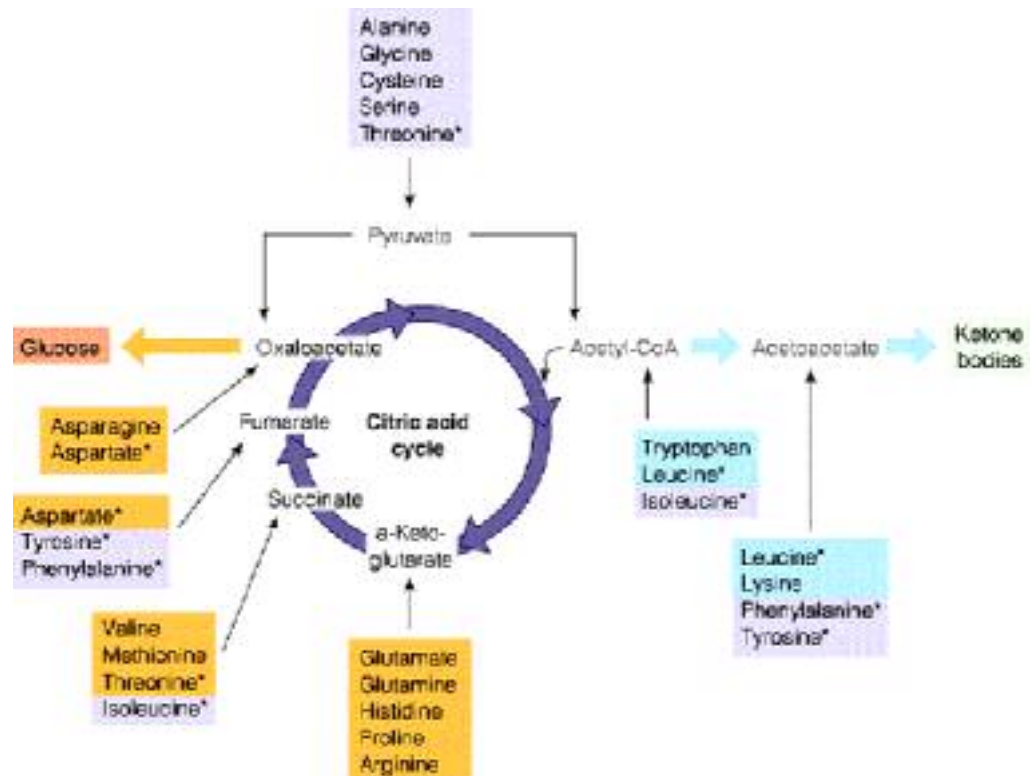 Alanine
Glycine
Cysteine
Serine
Threonine*
Pyruvate
Glucose
Oxaloacetate
Acetyl-CoA
Acetoacetate
Ketone
bodies
Asparagine
Aspartate*
Fumarate
Citric acid
cycle
Tryptophan
Leucine*
Isoleucine*
Succinate
Aspartate*
Tyrosine*
Phenylalanine*
a-Keto-
glutarate
Leucine*
Lysine
Phenylalanine*
Tyrosine*
Valine
Methionine
Threonine*
Isoleucine*
Glutamate
Glutamine
Histidine
Proline
Arginine